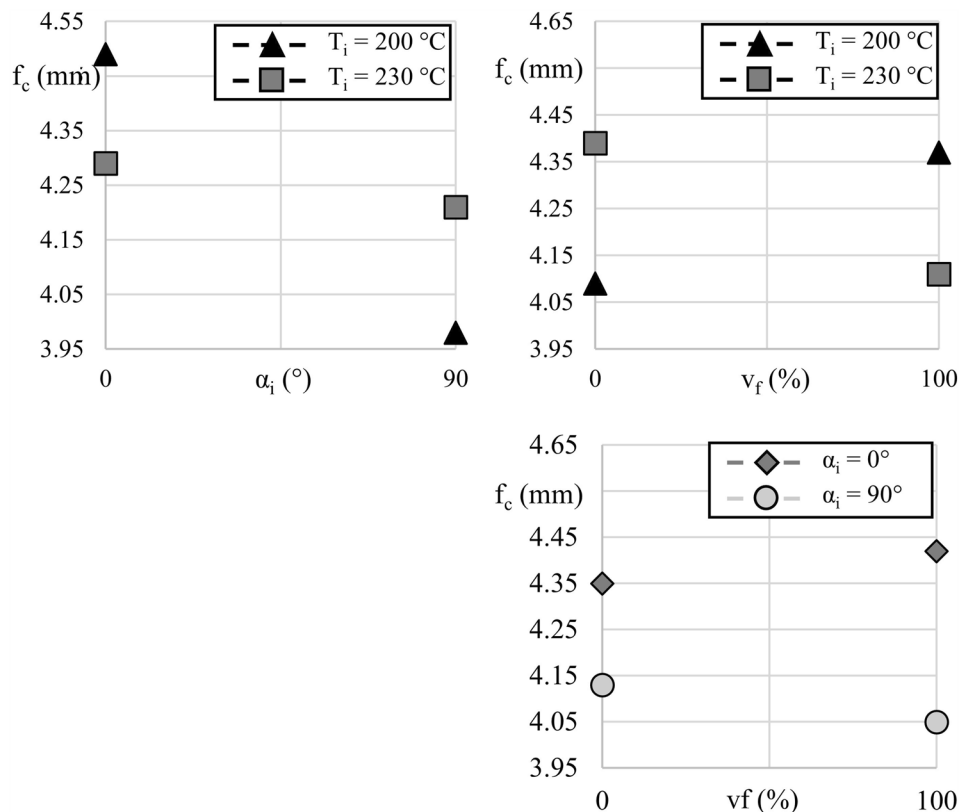 4.55
f_c (mm)
4.35
4.25
4.15
4.05
3.95
0
α_i (°)
90
T_i = 200 °C
T_i = 230 °C
4.65
f_c (mm)
4.45
4.35
4.25
4.15
4.05
3.95
0
v_f (%)
100
T_i = 200 °C
T_i = 230 °C
4.65
f_c (mm)
4.45
4.35
4.25
4.15
4.05
3.95
0
vf (%)
100
α_i = 0°
α_i = 90°